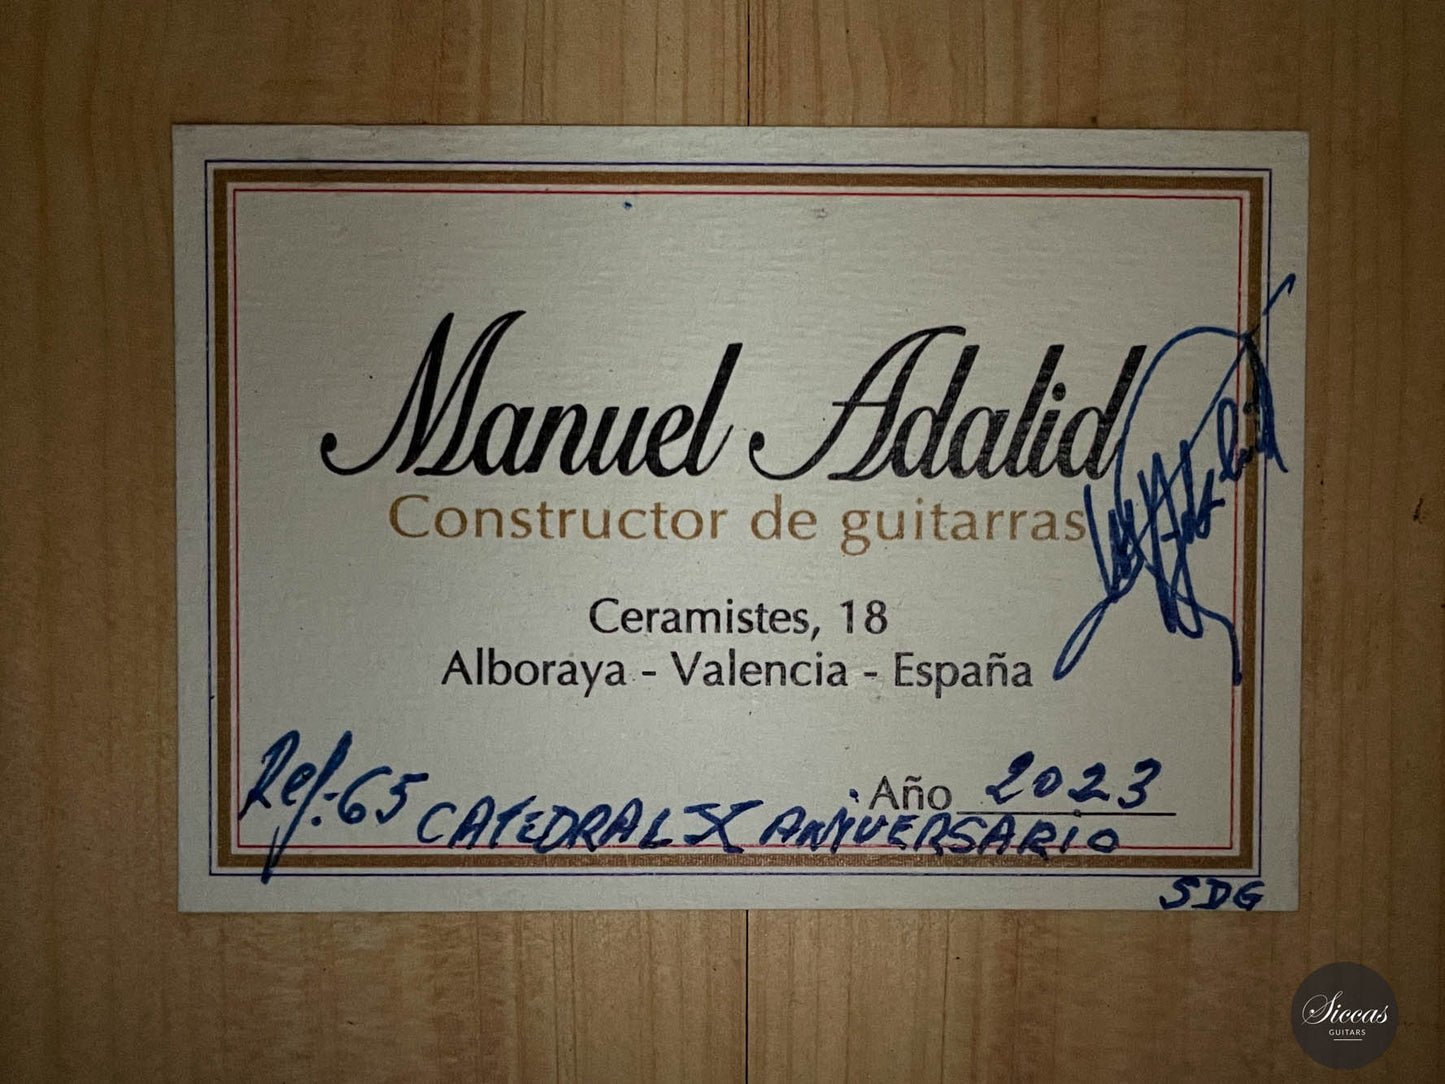 Manuel Adalid
Constructor de guitarras
Ceramistes, 18
Alboraya - Valencia - España
Año 2023
Ref.-65 CATEDRAL X ANIVERSARIO
SDG
Siccas
GUITARS